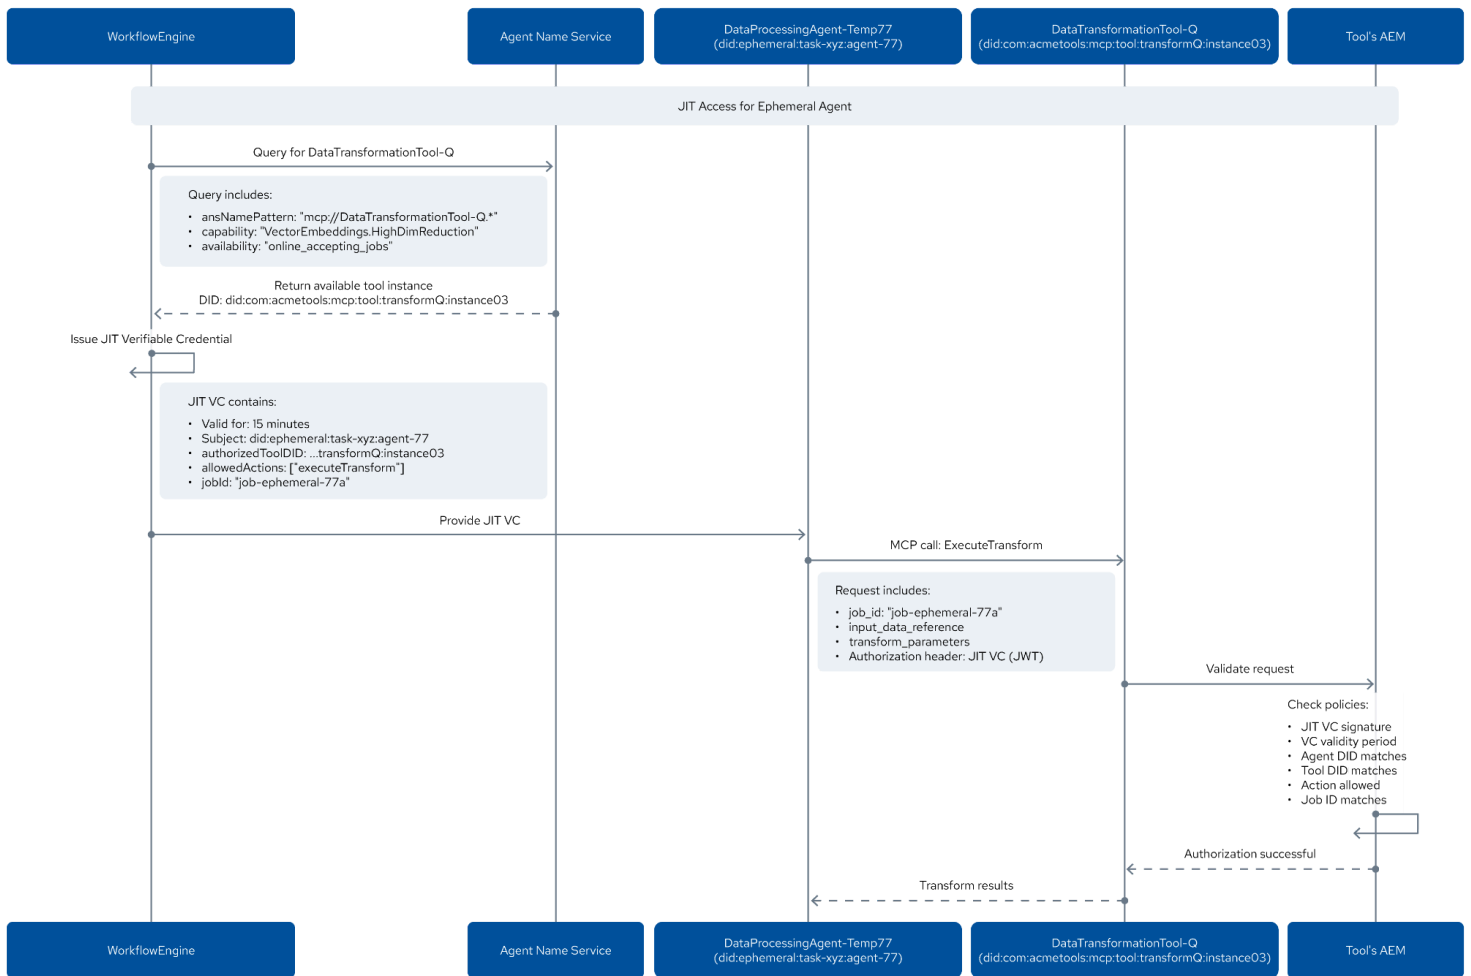 WorkflowEngine
Agent Name Service
DataProcessingAgent-Temp77
(did:ephemeral:task-xyz:agent-77)
DataTransformationTool-Q
(did:com:acmetools:mcp:tool:transformQ:instance03)
Tool's AEM
JIT Access for Ephemeral Agent
Query for DataTransformationTool-Q
Query includes:
• ansNamePattern: "mcp://DataTransformationTool-Q.*"
• capability: "VectorEmbeddings.HighDimReduction"
• availability: "online_accepting_jobs"
Return available tool instance
DID: did:com:acmetools:mcp:tool:transformQ:instance03
Issue JIT Verifiable Credential
JIT VC contains:
• Valid for: 15 minutes
• Subject: did:ephemeral:task-xyz:agent-77
• authorizedToolDID: ...transformQ:instance03
• allowedActions: ["executeTransform"]
• jobId: "job-ephemeral-77a"
Provide JIT VC
MCP call: ExecuteTransform
Request includes:
• job_id: "job-ephemeral-77a"
• input_data_reference
• transform_parameters
• Authorization header: JIT VC (JWT)
Validate request
Check policies:
• JIT VC signature
• VC validity period
• Agent DID matches
• Tool DID matches
• Action allowed
• Job ID matches
Authorization successful
Transform results
WorkflowEngine
Agent Name Service
DataProcessingAgent-Temp77
(did:ephemeral:task-xyz:agent-77)
DataTransformationTool-Q
(did:com:acmetools:mcp:tool:transformQ:instance03)
Tool's AEM